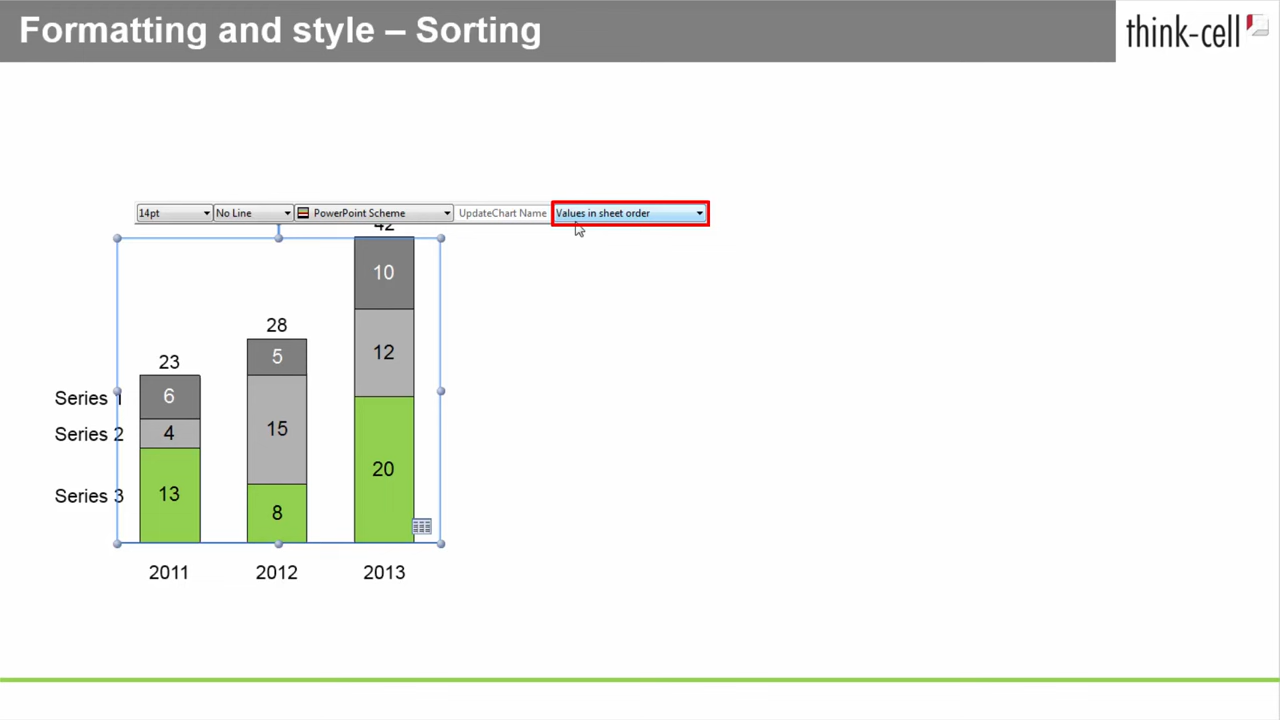 Formatting and style – Sorting
think-cell
14pt No Line PowerPoint Scheme UpdateChart Name Values in sheet order
42
10
28
12
23
5
Series 1 6
15
Series 2 4
20
Series 3 13
8
2011 2012 2013